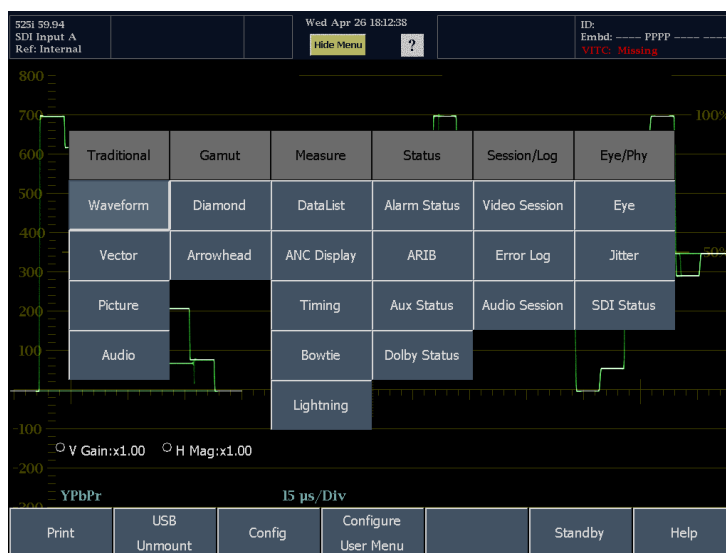 525i 59.94
SDI Input A
Ref: Internal
Wed Apr 26 18:12:38
Hide Menu
?
ID:
Embd: ---- PPPP ---- ----
VITC: Missing
800
700
100%
600
Traditional Gamut Measure Status Session/Log Eye/Phy
500
Waveform Diamond DataList Alarm Status Video Session Eye
400
50%
Vector Arrowhead ANC Display ARIB Error Log Jitter
300
Picture Timing Aux Status Audio Session SDI Status
200
100
Audio Bowtie Dolby Status
Lightning
-100
V Gain:x1.00 H Mag:x1.00
-200
YPbPr 15 µs/Div
-300
Print
USB Unmount
Config
Configure User Menu
Standby
Help